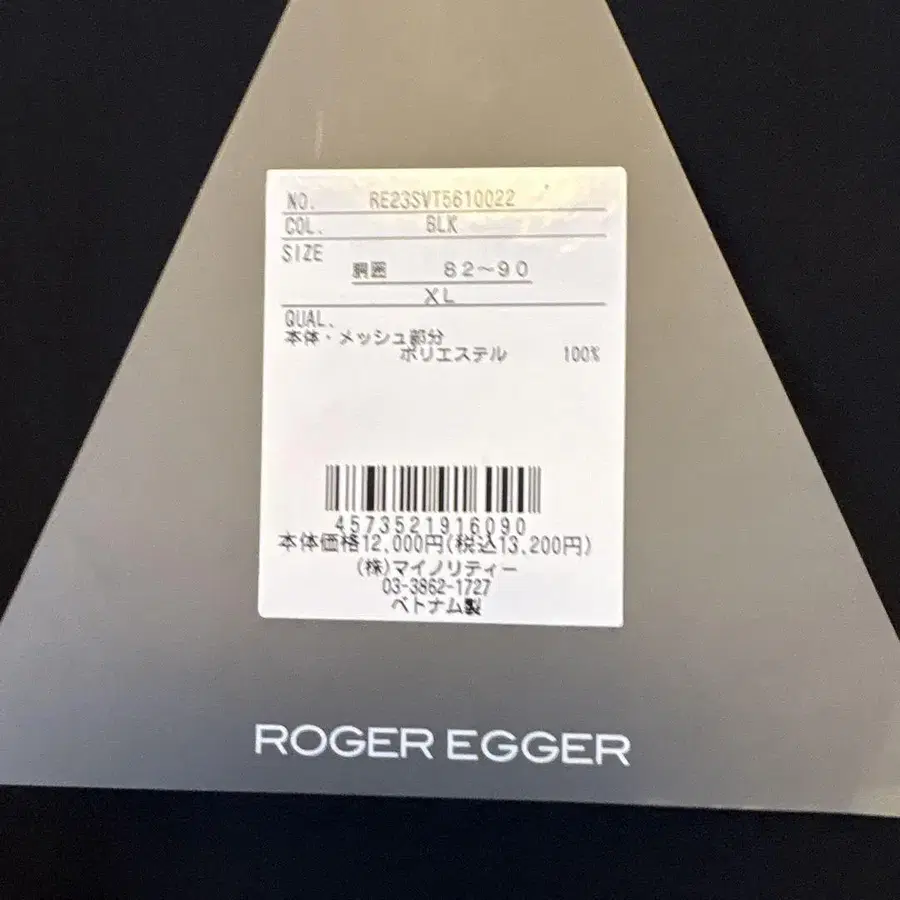 NO. RE23SVT5610022
COL. BLK
SIZE
胴囲 82〜90
XL
QUAL.
本体・メッシュ部分
ポリエステル 100%
4573521916090
本体価格12,000円(税込13,200円)
(株)マイノリティー
03-3862-1727
ベトナム製
ROGER EGGER